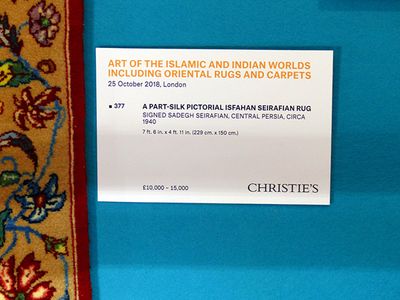 ART OF THE ISLAMIC AND INDIAN WORLDS
INCLUDING ORIENTAL RUGS AND CARPETS
25 October 2018, London
■ 377 A PART-SILK PICTORIAL ISFAHAN SEIRAFIAN RUG
SIGNED SADEGH SEIRAFIAN, CENTRAL PERSIA, CIRCA
1940
7 ft. 6 in. x 4 ft. 11 in. (229 cm. x 150 cm.)
£10,000 – 15,000 CHRISTIE'S